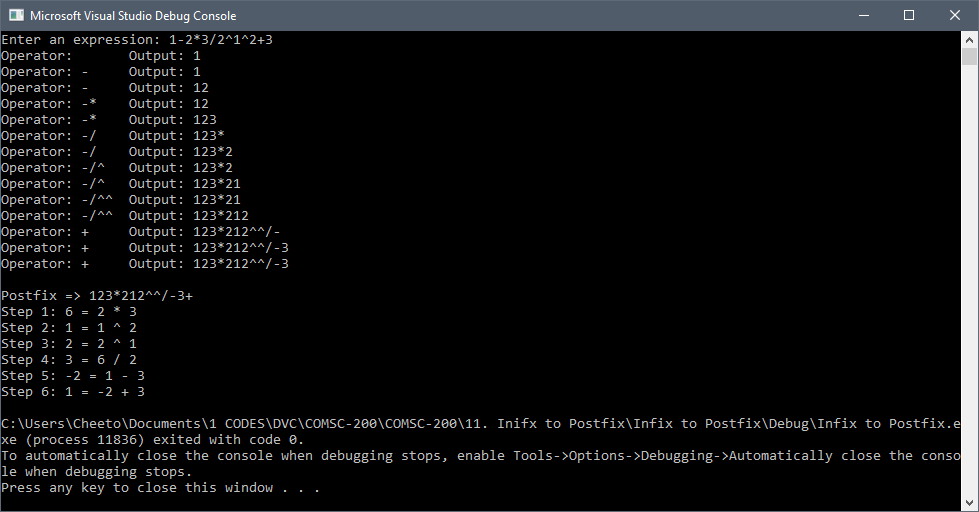 Microsoft Visual Studio Debug Console
Enter an expression: 1-2*3/2^1^2+3
Operator:       Output: 1
Operator: -     Output: 1
Operator: -     Output: 12
Operator: -*    Output: 12
Operator: -*    Output: 123
Operator: -/    Output: 123*
Operator: -/    Output: 123*2
Operator: -/^   Output: 123*2
Operator: -/^   Output: 123*21
Operator: -/^^  Output: 123*21
Operator: -/^^  Output: 123*212
Operator: +     Output: 123*212^^/-
Operator: +     Output: 123*212^^/-3
Operator: +     Output: 123*212^^/-3
Postfix => 123*212^^/-3+
Step 1: 6 = 2 * 3
Step 2: 1 = 1 ^ 2
Step 3: 2 = 2 ^ 1
Step 4: 3 = 6 / 2
Step 5: -2 = 1 - 3
Step 6: 1 = -2 + 3
C:\Users\Cheeto\Documents\1 CODES\DVC\COMSC-200\COMSC-200\11. Inifx to Postfix\Infix to Postfix\Debug\Infix to Postfix.e
xe (process 11836) exited with code 0.
To automatically close the console when debugging stops, enable Tools->Options->Debugging->Automatically close the conso
le when debugging stops.
Press any key to close this window . . .